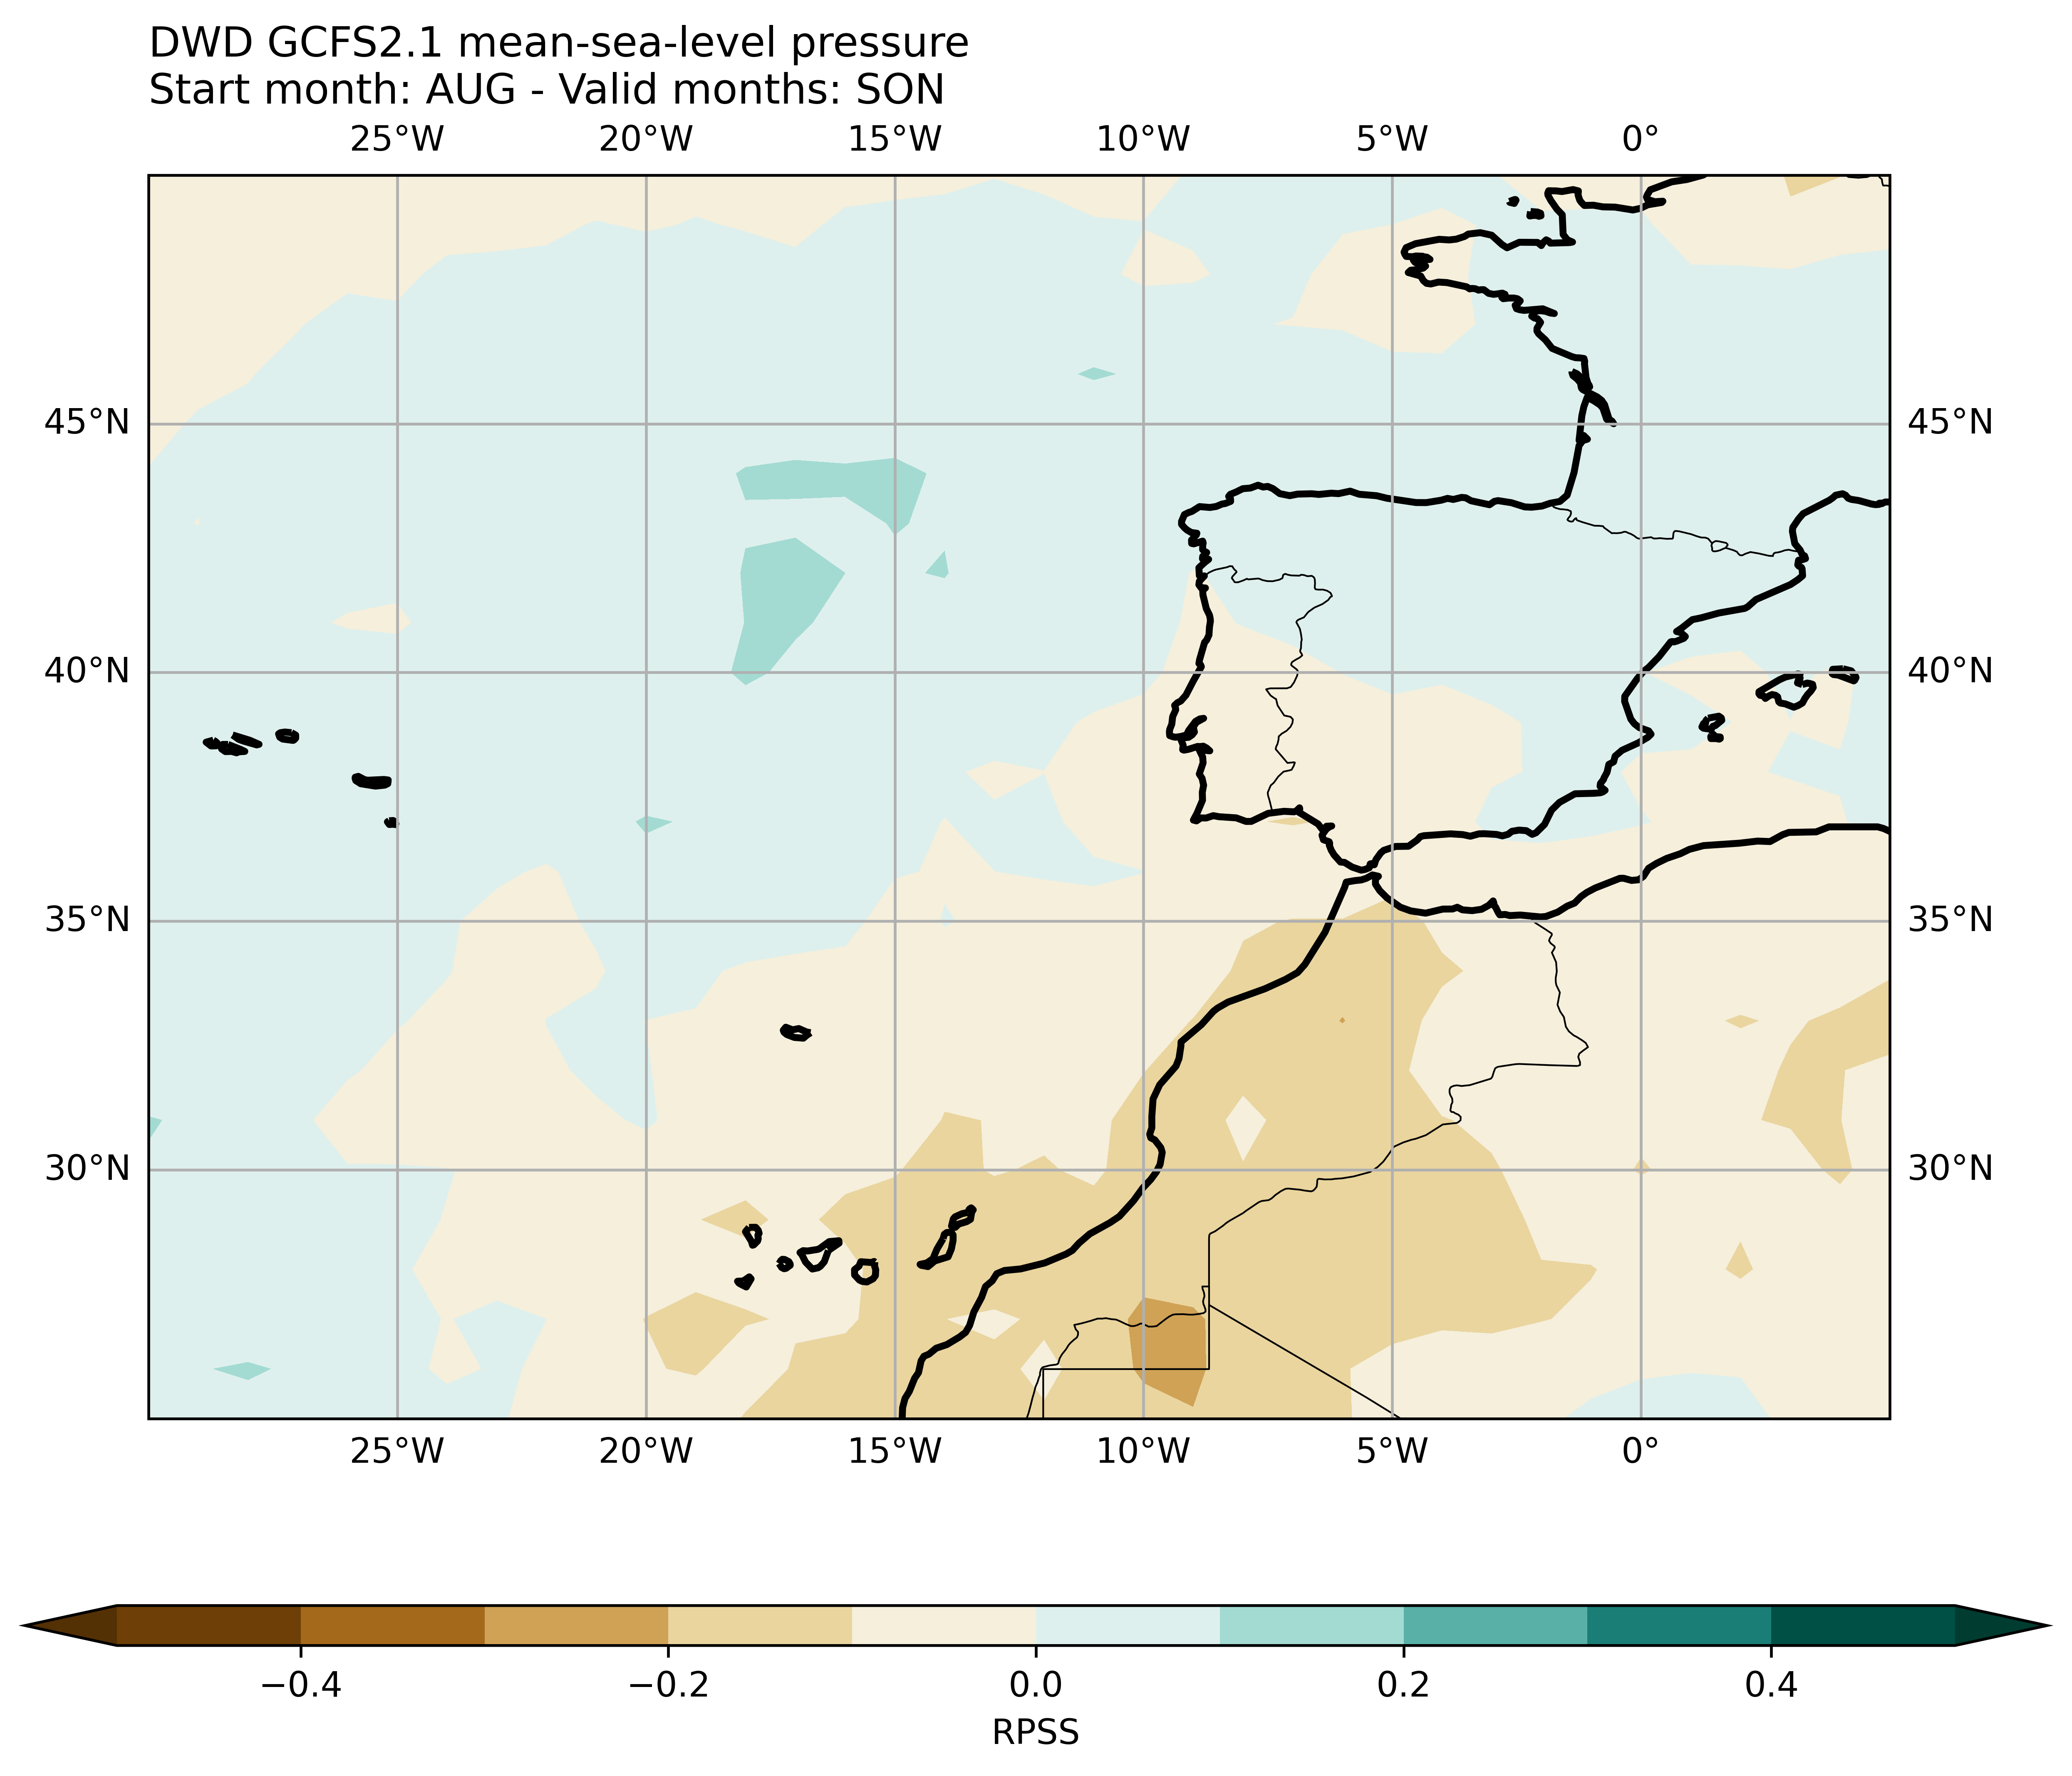 DWD GCFS2.1 mean-sea-level pressure
Start month: AUG - Valid months: SON
25°W 20°W 15°W 10°W 5°W 0°
45°N 45°N
40°N 40°N
35°N 35°N
30°N 30°N
25°W 20°W 15°W 10°W 5°W 0°
−0.4 −0.2 0.0 0.2 0.4
RPSS